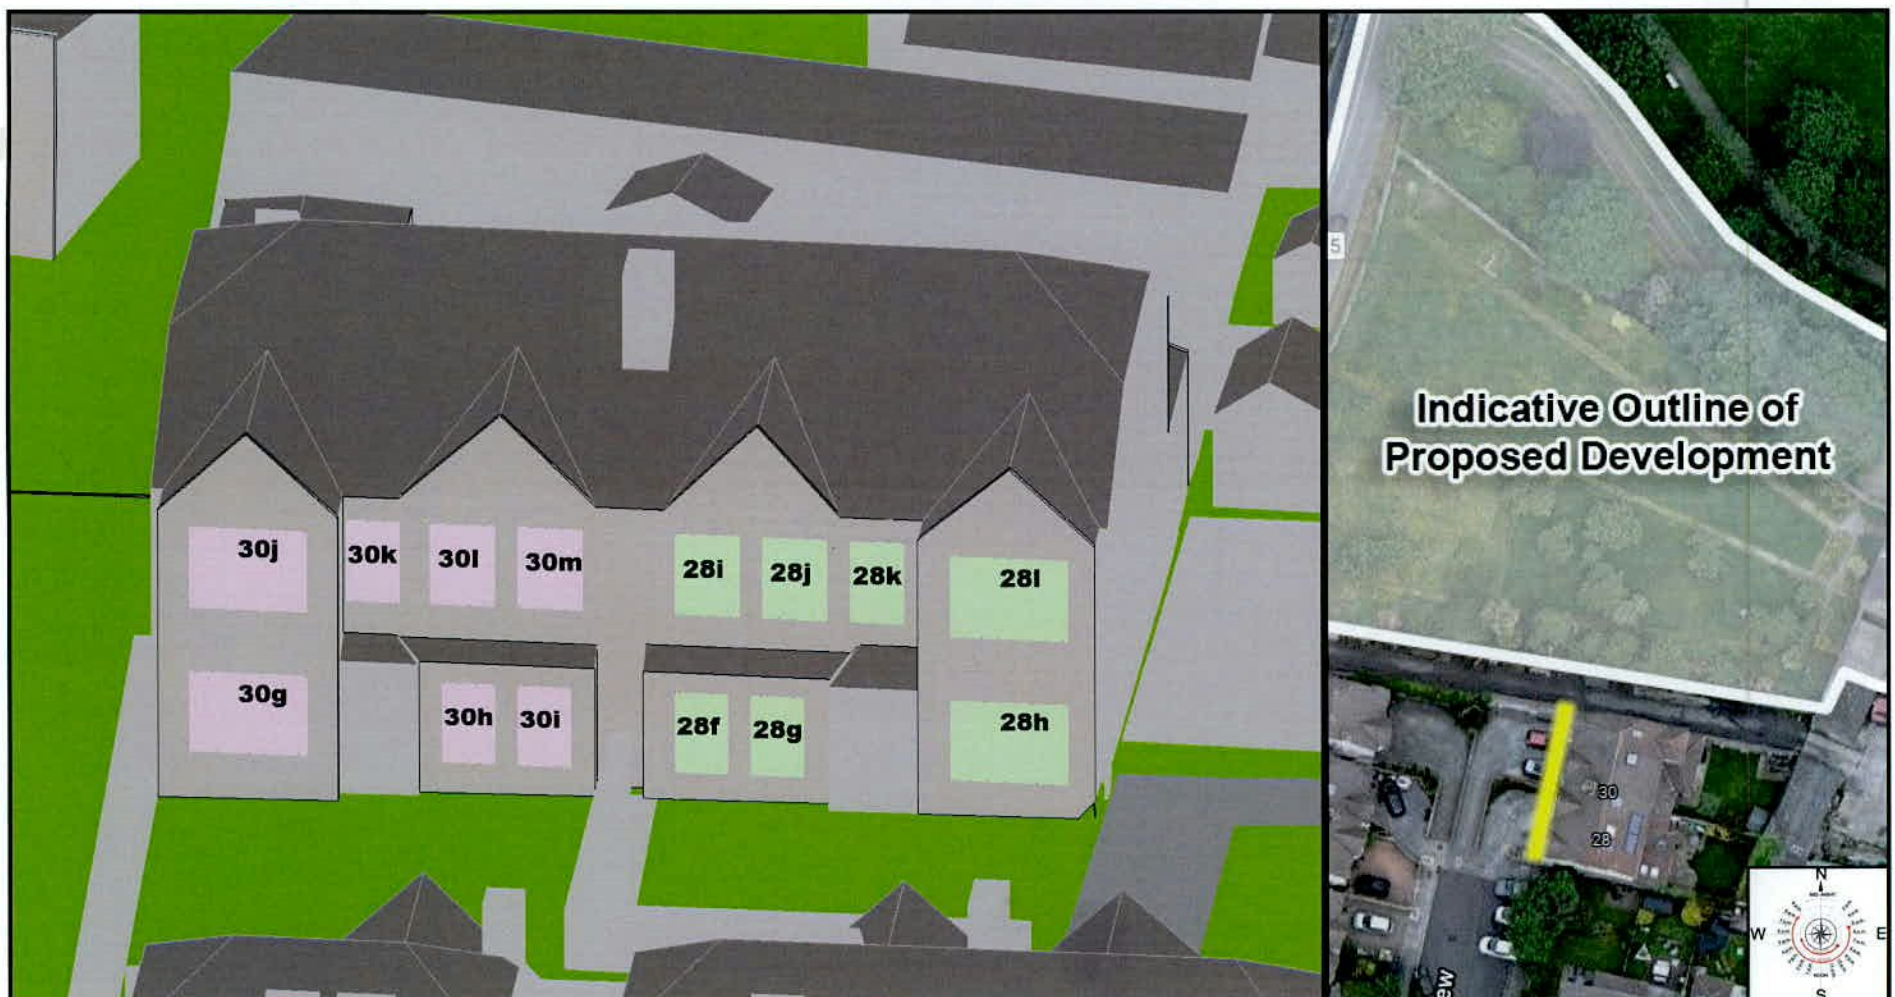 30j
30k
30l
30m
28i
28j
28k
28l
30g
30h
30i
28f
28g
28h
5
Indicative Outline of
Proposed Development
30
28
ew
N
W
E
S